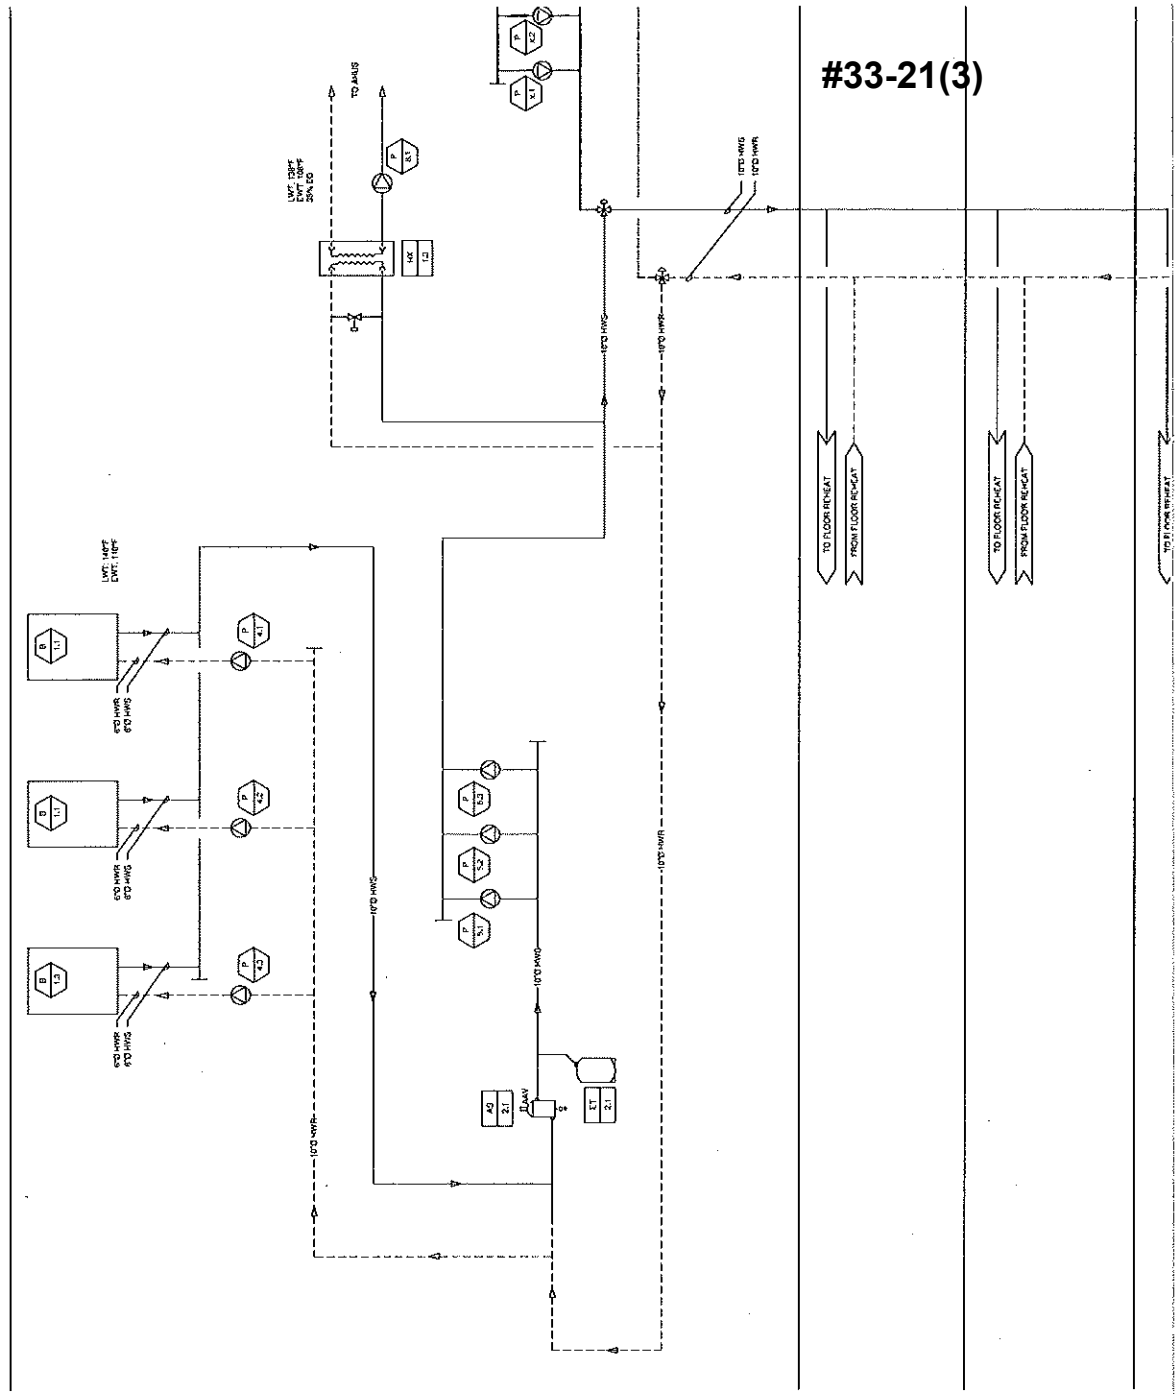 #33-21(3)
P
X.2
P
X.1
TO AHUS
P
8.1
LWT: 138°F
EWT: 108°F
35% EG
HX
10"Ø HWS
10"Ø HWR
10"Ø HWS
10"Ø HWR
LWT: 140°F
EWT: 110°F
B
1.1
6"Ø HWR
6"Ø HWS
P
4.1
B
1.1
6"Ø HWR
6"Ø HWS
P
4.2
B
6"Ø HWR
6"Ø HWS
P
4.3
10"Ø HWS
10"Ø HWR
P
5.3
P
5.2
P
5.1
10"Ø HWS
10"Ø HWR
AS
2.1
AAV
ET
2.1
TO FLOOR REHEAT
FROM FLOOR REHEAT
TO FLOOR REHEAT
FROM FLOOR REHEAT
TO FLOOR REHEAT